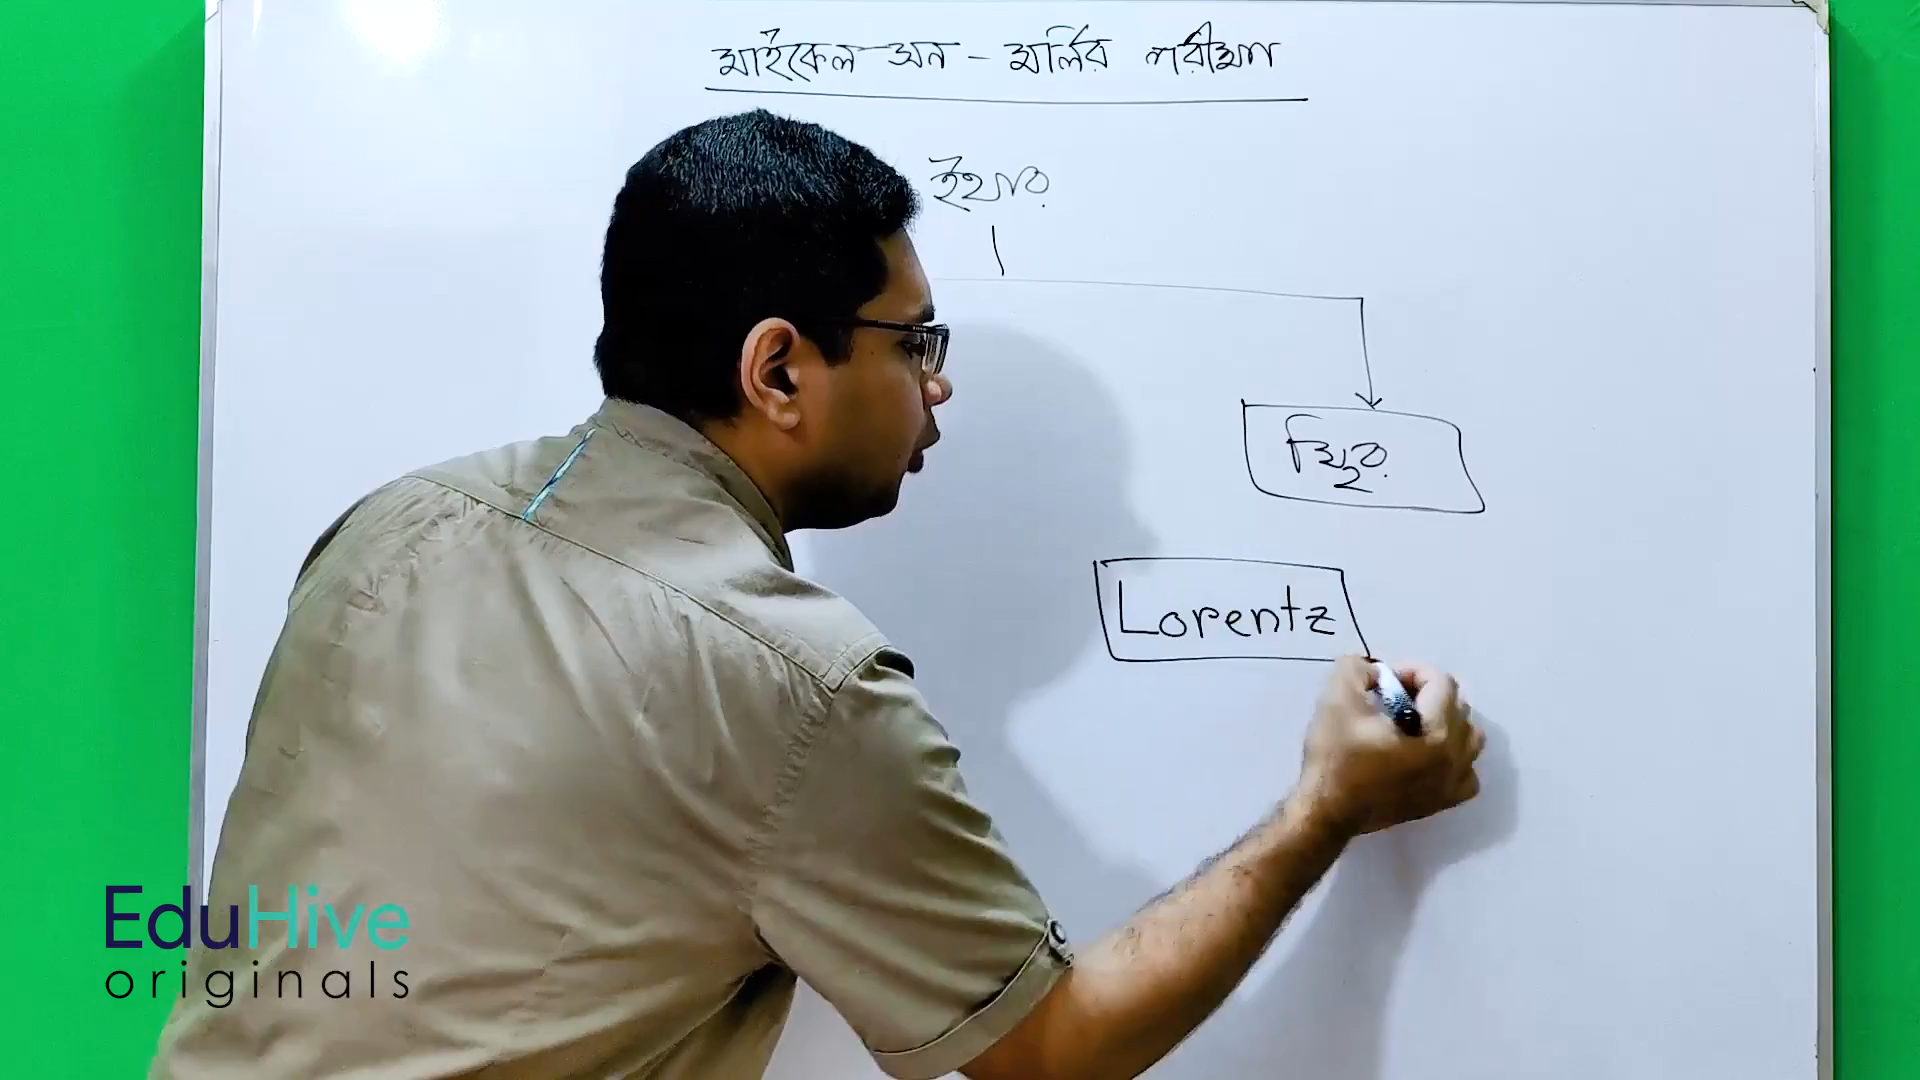 মাইকেলসন - মর্লির পরীক্ষা
ইথার
স্থির
Lorentz
EduHive
originals